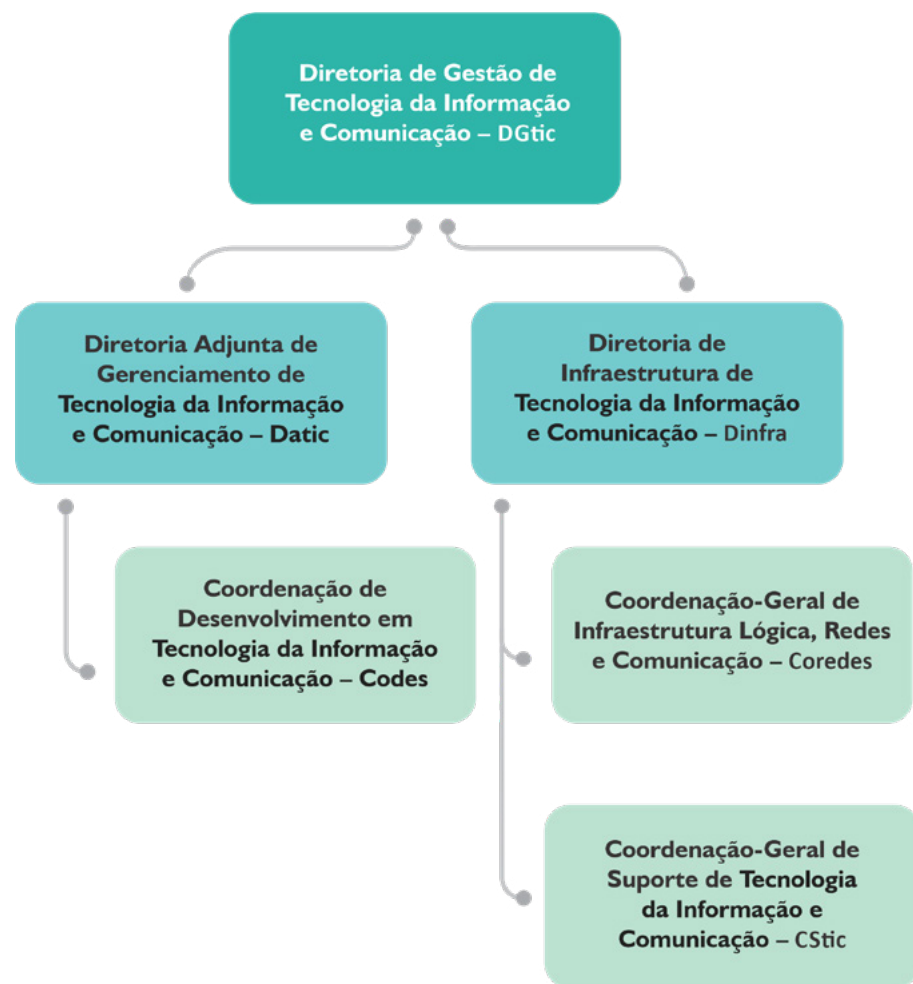 Diretoria de Gestão de
Tecnologia da Informação
e Comunicação – DGtic
Diretoria Adjunta de
Gerenciamento de
Tecnologia da Informação
e Comunicação – Datic
Diretoria de
Infraestrutura de
Tecnologia da Informação
e Comunicação – Dinfra
Coordenação de
Desenvolvimento em
Tecnologia da Informação
e Comunicação – Codes
Coordenação-Geral de
Infraestrutura Lógica, Redes
e Comunicação – Coredes
Coordenação-Geral de
Suporte de Tecnologia
da Informação e
Comunicação – CStic